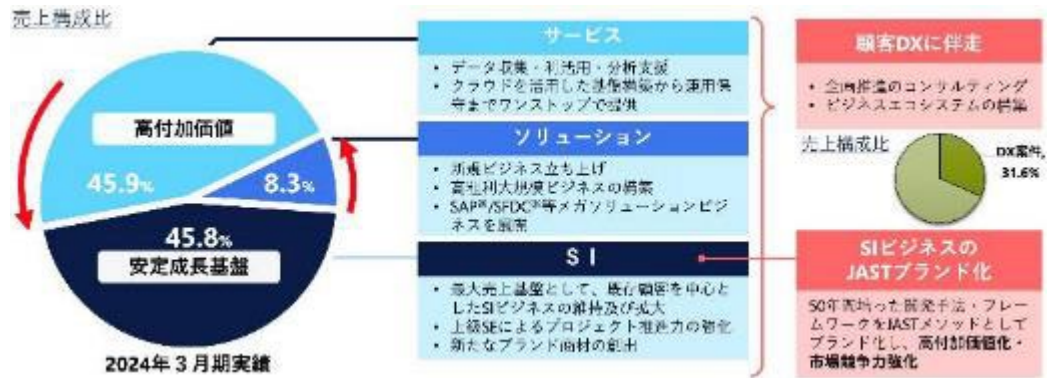 売上構成比
高付加価値
45.9%
8.3%
45.8%
安定成長基盤
2024年3月期実績
サービス
• データ収集・利活用・分析支援
• クラウドを活用した基盤構築から運用保
守までワンストップで提供
ソリューション
• 新規ビジネス立ち上げ
• 高粗利大規模ビジネスの構築
• SAP®/SFDC®等メガソリューションビジ
ネスを展開
SI
• 最大売上基盤として、既存顧客を中心と
したSIビジネスの維持及び拡大
• 上級SEによるプロジェクト推進力の強化
• 新たなブランド商材の創出
顧客DXに伴走
• 企画推進のコンサルティング
• ビジネスエコシステムの構築
売上構成比
DX案件,
31.6%
SIビジネスの
JASTブランド化
50年間培った開発手法・フレー
ムワークをJASTメソッドとして
ブランド化し、高付加価値化・
市場競争力強化